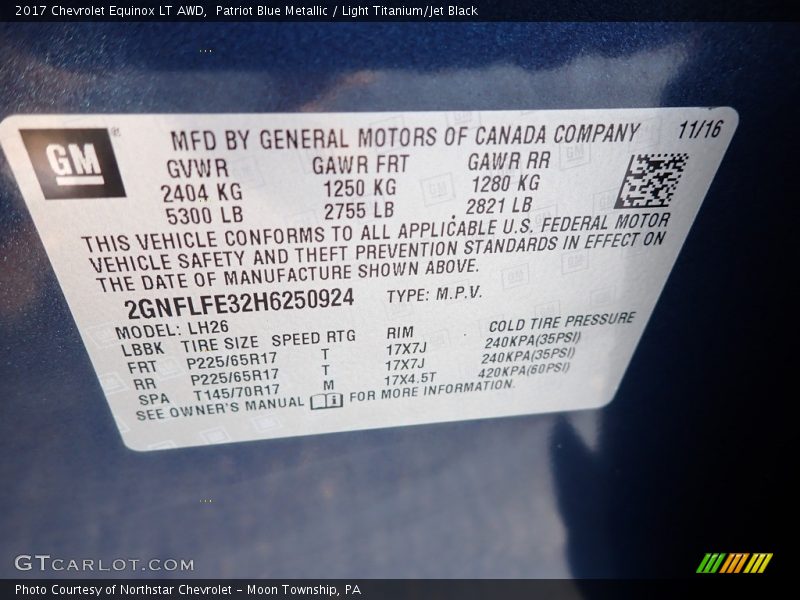 2017 Chevrolet Equinox LT AWD, Patriot Blue Metallic / Light Titanium/Jet Black
GM ®
MFD BY GENERAL MOTORS OF CANADA COMPANY 11/16
GVWR GAWR FRT GAWR RR
2404 KG 1250 KG 1280 KG
5300 LB 2755 LB 2821 LB
THIS VEHICLE CONFORMS TO ALL APPLICABLE U.S. FEDERAL MOTOR
VEHICLE SAFETY AND THEFT PREVENTION STANDARDS IN EFFECT ON
THE DATE OF MANUFACTURE SHOWN ABOVE.
2GNFLFE32H6250924 TYPE: M.P.V.
MODEL: LH26
LBBK TIRE SIZE SPEED RTG RIM COLD TIRE PRESSURE
FRT P225/65R17 T 17X7J 240KPA(35PSI)
RR P225/65R17 T 17X7J 240KPA(35PSI)
SPA T145/70R17 M 17X4.5T 420KPA(60PSI)
SEE OWNER'S MANUAL FOR MORE INFORMATION.
GTCARLOT.COM
Photo Courtesy of Northstar Chevrolet - Moon Township, PA